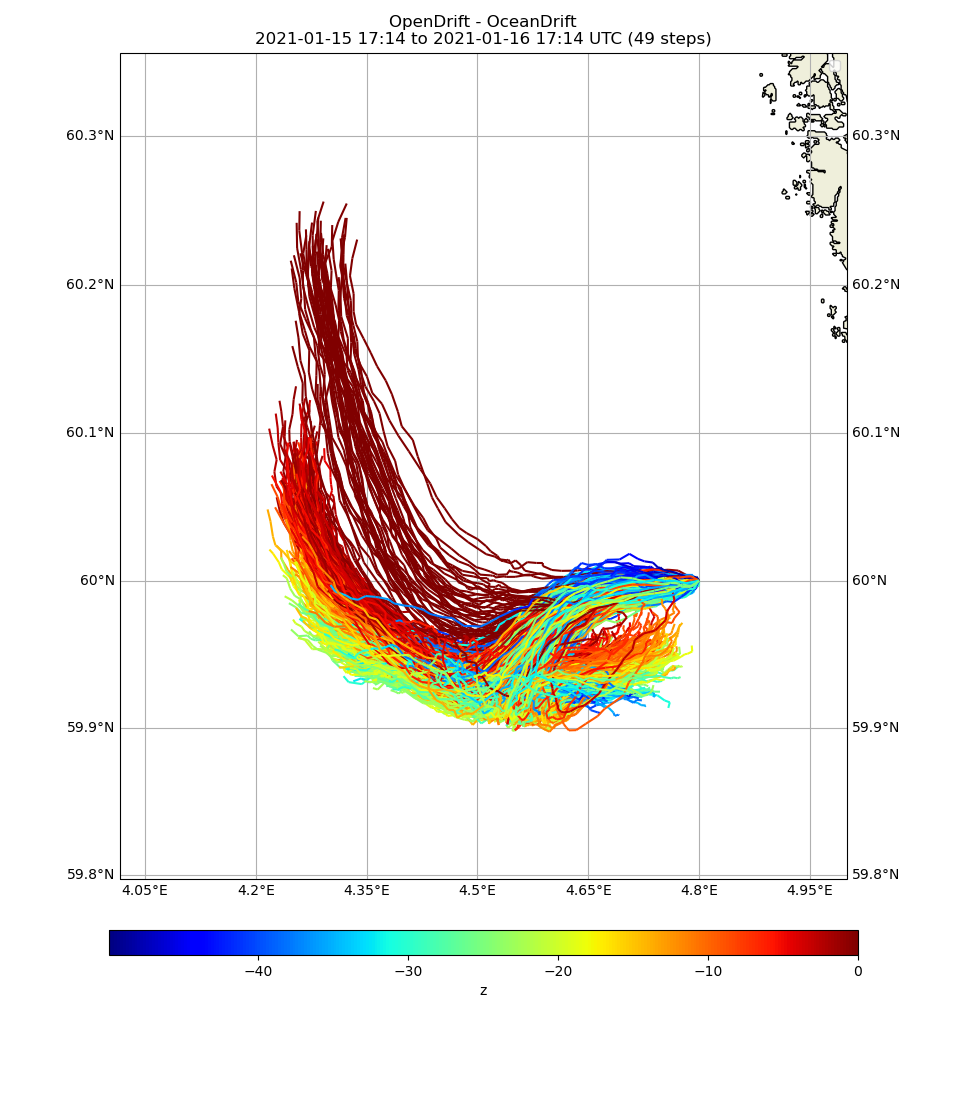 OpenDrift - OceanDrift
2021-01-15 17:14 to 2021-01-16 17:14 UTC (49 steps)
60.3°N 60.3°N
60.2°N 60.2°N
60.1°N 60.1°N
60°N 60°N
59.9°N 59.9°N
59.8°N 59.8°N
4.05°E 4.2°E 4.35°E 4.5°E 4.65°E 4.8°E 4.95°E
−40 −30 −20 −10 0
z